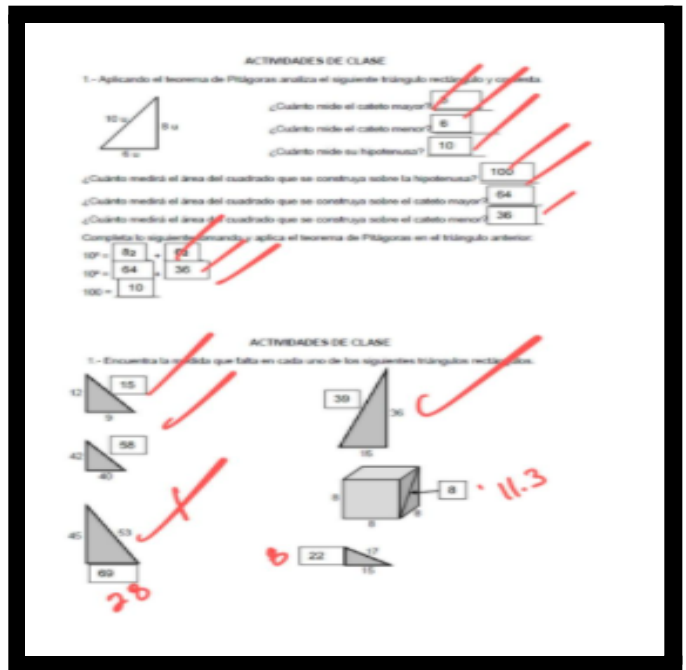 ACTIVIDADES DE CLASE
1.- Aplicando el teorema de Pitágoras analiza el siguiente triángulo rectángulo y contesta.
¿Cuánto mide el cateto mayor?
10 u 8 u
¿Cuánto mide el cateto menor? 6
6 u
¿Cuánto mide su hipotenusa? 10
¿Cuánto medirá el área del cuadrado que se construya sobre la hipotenusa? 100
¿Cuánto medirá el área del cuadrado que se construya sobre el cateto mayor? 64
¿Cuánto medirá el área del cuadrado que se construya sobre el cateto menor? 36
Completa lo siguiente tomando y aplica el teorema de Pitágoras en el triángulo anterior:
10² = 82 +
10² = 64 + 36
100 = 10
ACTIVIDADES DE CLASE
1.- Encuentra la medida que falta en cada uno de los siguientes triángulos rectángulos.
12 15
9
39 36
15
42 58
40
8 8 11.3
8 8
45 53
69
28
8 22 17
15